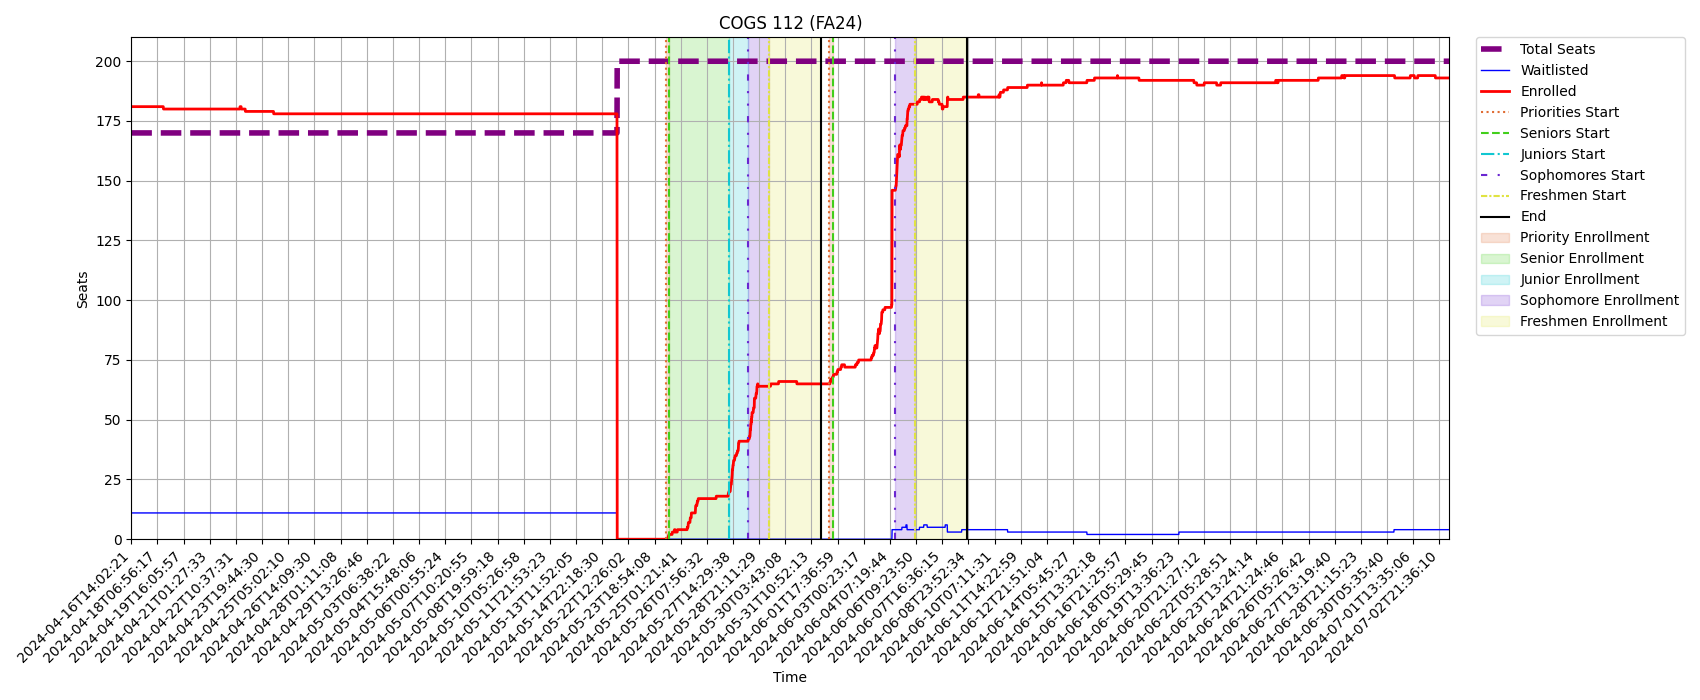 COGS 112 (FA24)
Seats
200
175
150
125
100
75
50
25
0
2024-04-16T14:02:21
2024-04-18T06:56:17
2024-04-19T16:05:57
2024-04-21T01:27:33
2024-04-22T10:37:31
2024-04-23T19:44:30
2024-04-25T05:02:10
2024-04-26T14:09:30
2024-04-28T01:11:08
2024-04-29T13:26:46
2024-05-03T06:38:22
2024-05-04T15:48:06
2024-05-06T00:55:24
2024-05-07T10:20:55
2024-05-08T19:59:18
2024-05-10T05:26:58
2024-05-11T21:53:23
2024-05-13T11:52:05
2024-05-14T22:18:30
2024-05-22T12:26:02
2024-05-23T18:54:08
2024-05-25T01:21:41
2024-05-26T07:56:32
2024-05-27T14:29:38
2024-05-28T21:11:29
2024-05-30T03:43:08
2024-05-31T10:52:13
2024-06-01T17:36:59
2024-06-03T00:23:17
2024-06-04T07:19:44
2024-06-06T09:23:50
2024-06-07T16:36:15
2024-06-08T23:52:34
2024-06-10T07:11:31
2024-06-11T14:22:59
2024-06-12T21:51:04
2024-06-14T05:45:27
2024-06-15T13:32:18
2024-06-16T21:25:57
2024-06-18T05:29:45
2024-06-19T13:36:23
2024-06-20T21:27:12
2024-06-22T05:28:51
2024-06-23T13:24:14
2024-06-24T21:24:46
2024-06-26T05:26:42
2024-06-27T13:19:40
2024-06-28T21:15:23
2024-06-30T05:35:40
2024-07-01T13:35:06
2024-07-02T21:36:10
Time
Total Seats
Waitlisted
Enrolled
Priorities Start
Seniors Start
Juniors Start
Sophomores Start
Freshmen Start
End
Priority Enrollment
Senior Enrollment
Junior Enrollment
Sophomore Enrollment
Freshmen Enrollment